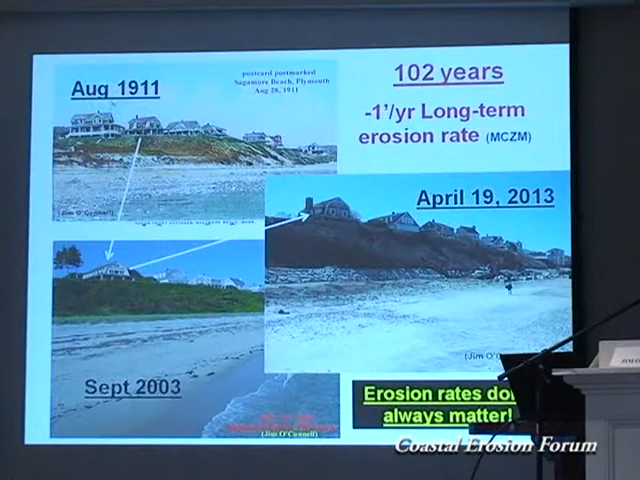 Aug 1911
postcard postmarked
Sagamore Beach, Plymouth
Aug 28, 1911
(Jim O'Connell)
102 years
-1'/yr Long-term
erosion rate (MCZM)
April 19, 2013
(Jim O'C
Sept 2003
(Jim O'Connell)
Erosion rates do
always matter!
Coastal Erosion Forum